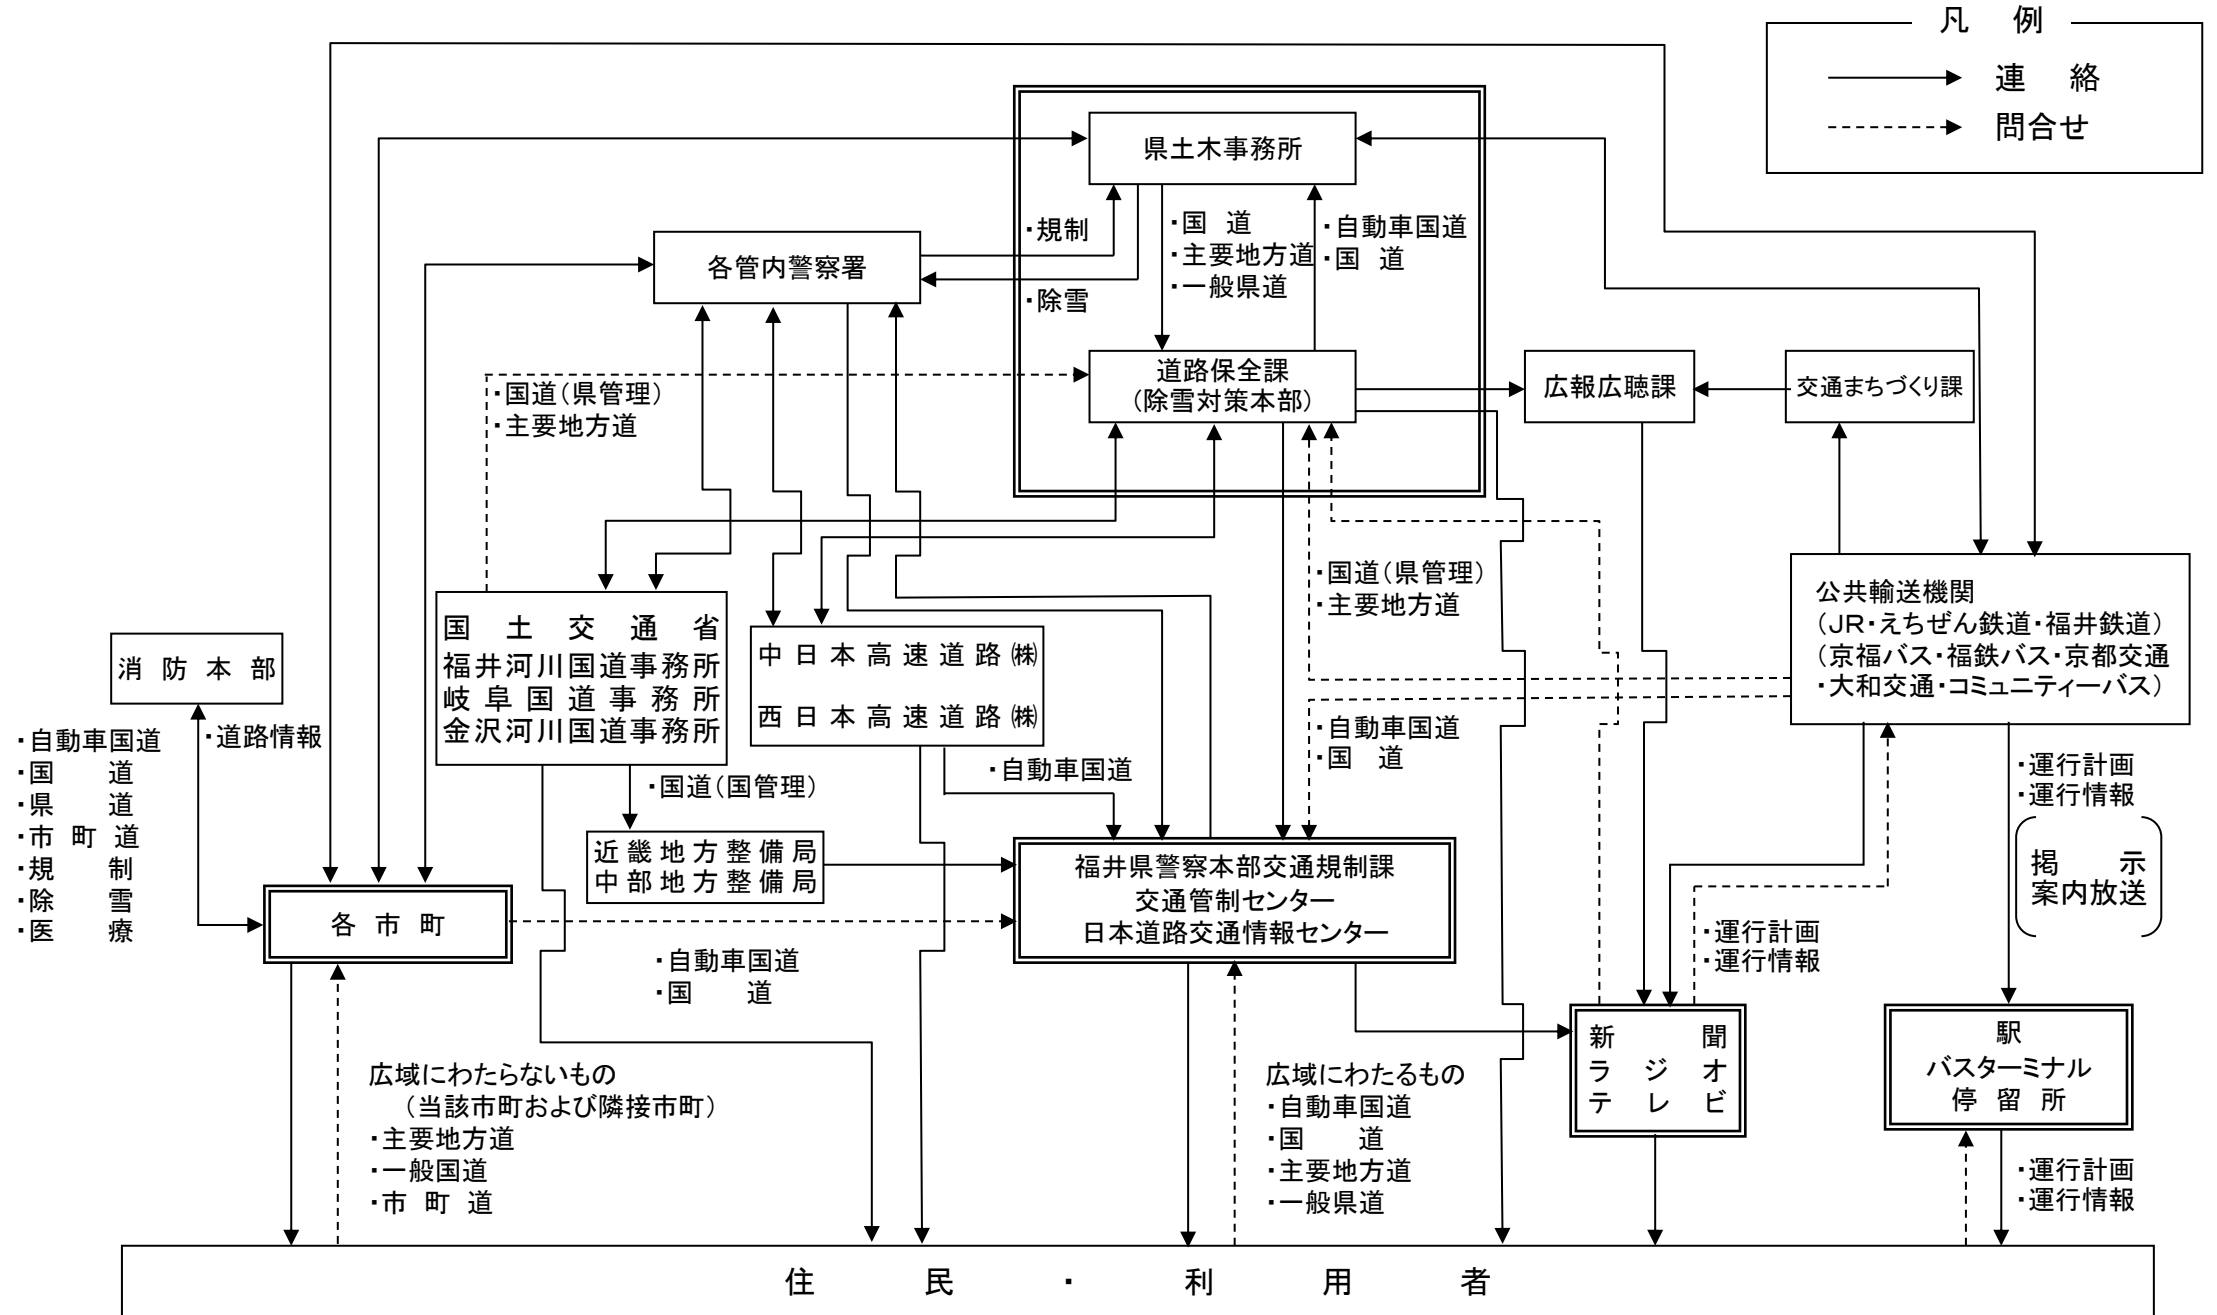 凡　例
連　絡
問合せ
県土木事務所
・規制
・除雪
・国　道
・主要地方道
・一般県道
・自動車国道
・国　道
各管内警察署
・国道（県管理）
・主要地方道
道路保全課
（除雪対策本部）
広報広聴課
交通まちづくり課
・国道（県管理）
・主要地方道
公共輸送機関
（JR・えちぜん鉄道・福井鉄道）
（京福バス・福鉄バス・京都交通
・大和交通・コミュニティーバス）
消防本部
・道路情報
国土交通省
福井河川国道事務所
岐阜国道事務所
金沢河川国道事務所
中日本高速道路㈱
西日本高速道路㈱
・自動車国道
・国　道
・県　道
・市町道
・規　制
・除　雪
・医　療
・国道（国管理）
・自動車国道
・自動車国道
・国　道
・運行計画
・運行情報
掲　示
案内放送
近畿地方整備局
中部地方整備局
福井県警察本部交通規制課
交通管制センター
日本道路交通情報センター
各市町
・自動車国道
・国　道
・運行計画
・運行情報
新　聞
ラジオ
テレビ
駅
バスターミナル
停留所
広域にわたらないもの
（当該市町および隣接市町）
・主要地方道
・一般国道
・市町道
広域にわたるもの
・自動車国道
・国　道
・主要地方道
・一般県道
・運行計画
・運行情報
住民・利用者